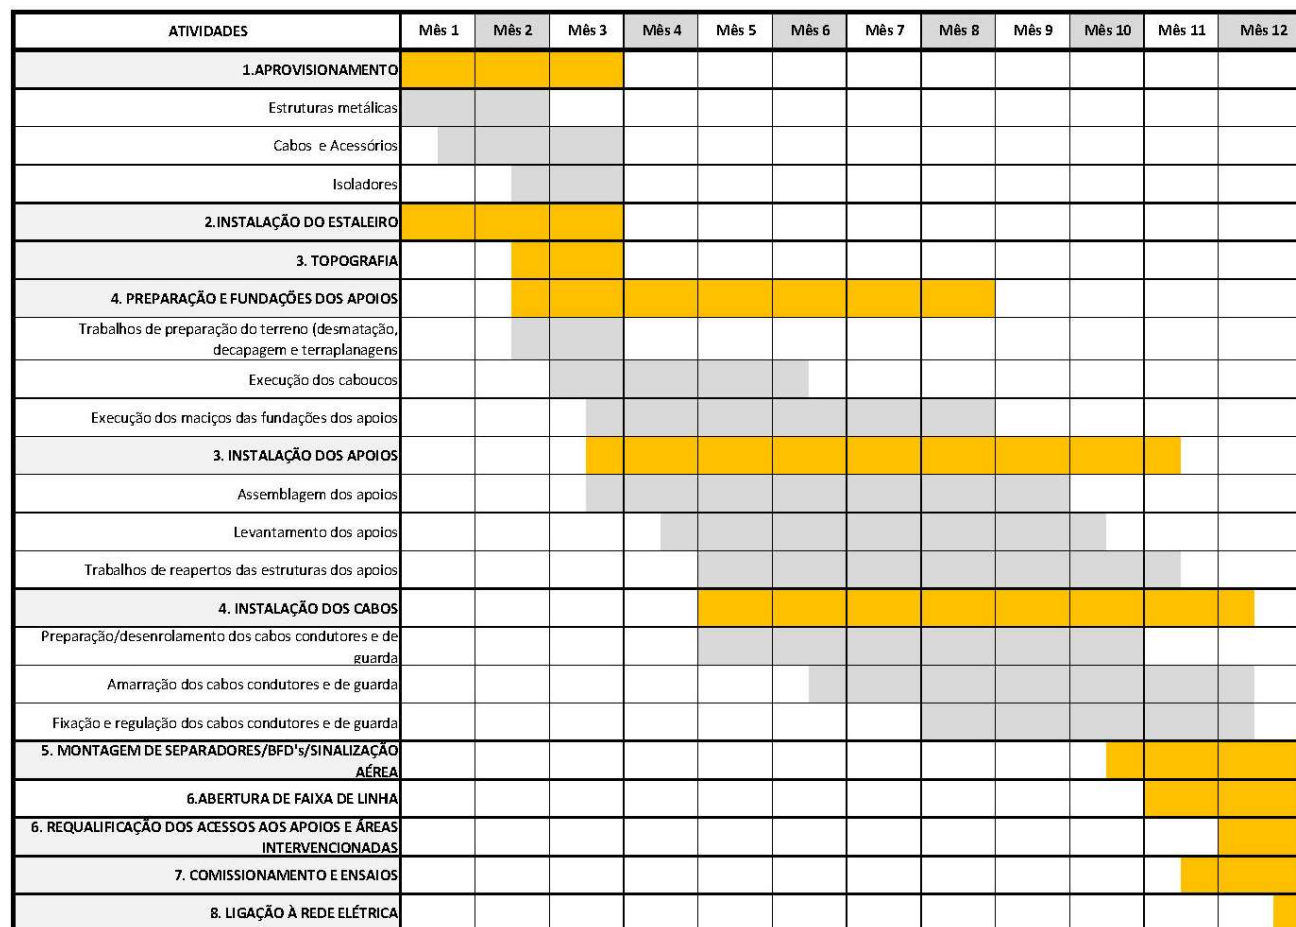 ATIVIDADES Mês 1 Mês 2 Mês 3 Mês 4 Mês 5 Mês 6 Mês 7 Mês 8 Mês 9 Mês 10 Mês 11 Mês 12
1.APROVISIONAMENTO
Estruturas metálicas
Cabos e Acessórios
Isoladores
2.INSTALAÇÃO DO ESTALEIRO
3. TOPOGRAFIA
4. PREPARAÇÃO E FUNDAÇÕES DOS APOIOS
Trabalhos de preparação do terreno (desmatação,
decapagem e terraplanagens
Execução dos caboucos
Execução dos maciços das fundações dos apoios
3. INSTALAÇÃO DOS APOIOS
Assemblagem dos apoios
Levantamento dos apoios
Trabalhos de reapertos das estruturas dos apoios
4. INSTALAÇÃO DOS CABOS
Preparação/desenrolamento dos cabos condutores e de
guarda
Amarração dos cabos condutores e de guarda
Fixação e regulação dos cabos condutores e de guarda
5. MONTAGEM DE SEPARADORES/BFD's/SINALIZAÇÃO
AÉREA
6.ABERTURA DE FAIXA DE LINHA
6. REQUALIFICAÇÃO DOS ACESSOS AOS APOIOS E ÁREAS
INTERVENCIONADAS
7. COMISSIONAMENTO E ENSAIOS
8. LIGAÇÃO À REDE ELÉTRICA